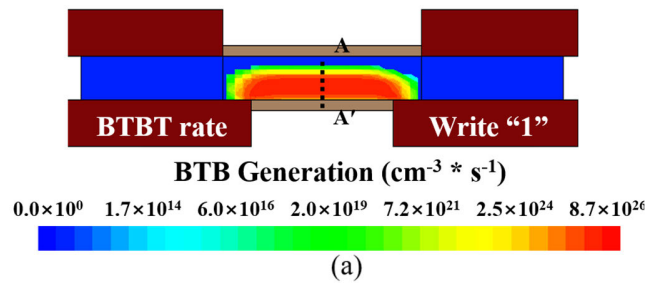 A
A′
BTBT rate Write “1”
BTB Generation (cm⁻³ * s⁻¹)
0.0×10⁰ 1.7×10¹⁴ 6.0×10¹⁶ 2.0×10¹⁹ 7.2×10²¹ 2.5×10²⁴ 8.7×10²⁶
(a)